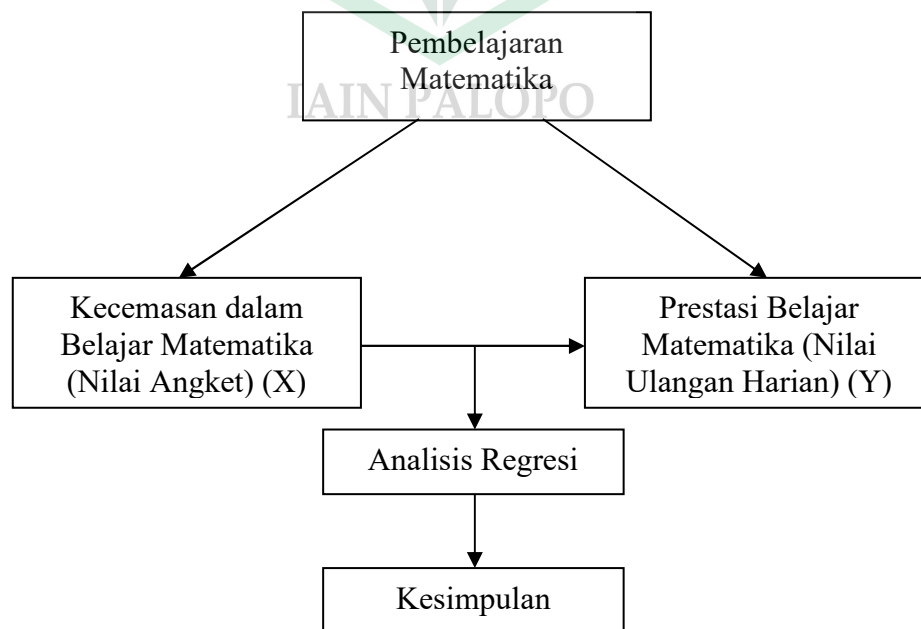 Pembelajaran
Matematika
IAIN PALOPO
Kecemasan dalam
Belajar Matematika
(Nilai Angket) (X)
Prestasi Belajar
Matematika (Nilai
Ulangan Harian) (Y)
Analisis Regresi
Kesimpulan